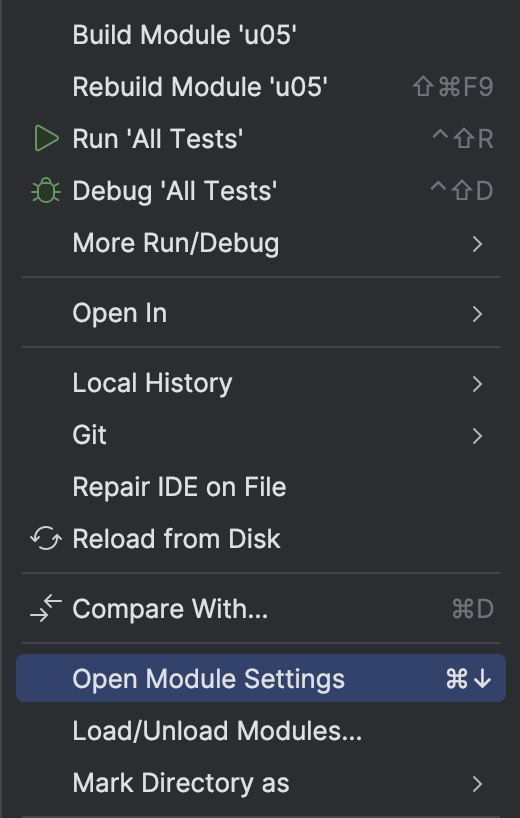 Build Module 'u05'
Rebuild Module 'u05' ⇧⌘F9
Run 'All Tests' ^⇧R
Debug 'All Tests' ^⇧D
More Run/Debug
Open In
Local History
Git
Repair IDE on File
Reload from Disk
Compare With... ⌘D
Open Module Settings ⌘↓
Load/Unload Modules...
Mark Directory as